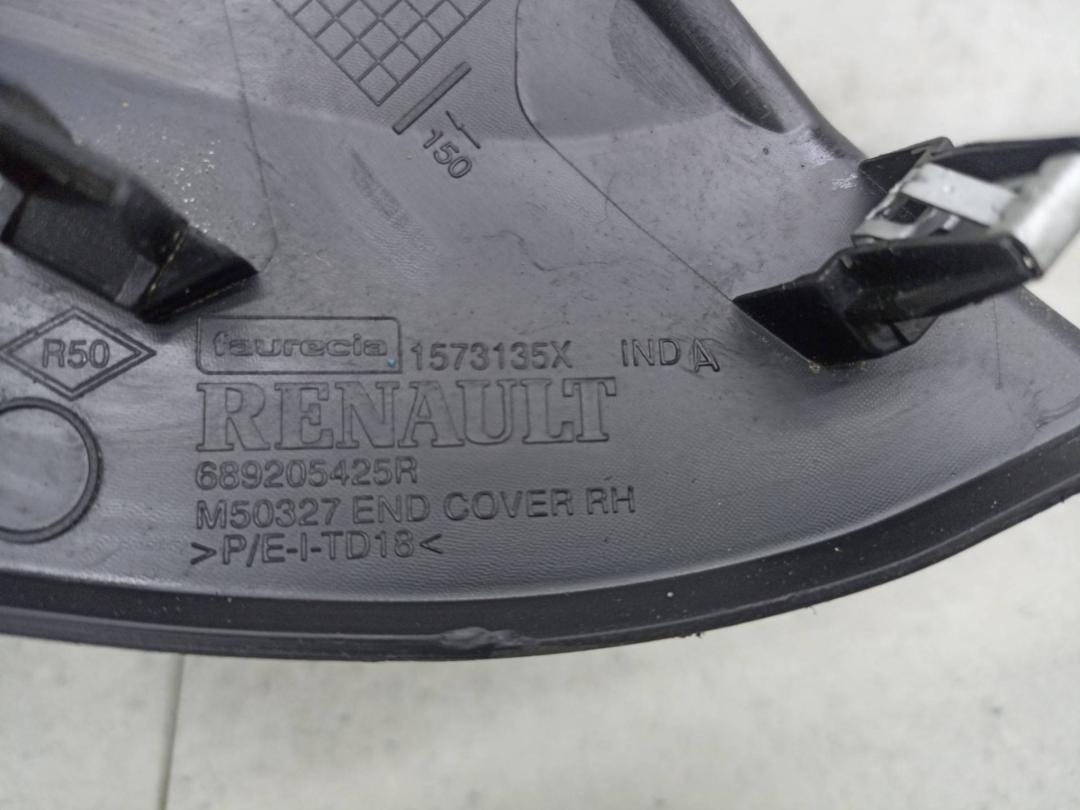 150
R50
faurecia 1573135X IND A
RENAULT
689205425R
M50327 END COVER RH
>P/E-I-TD18<